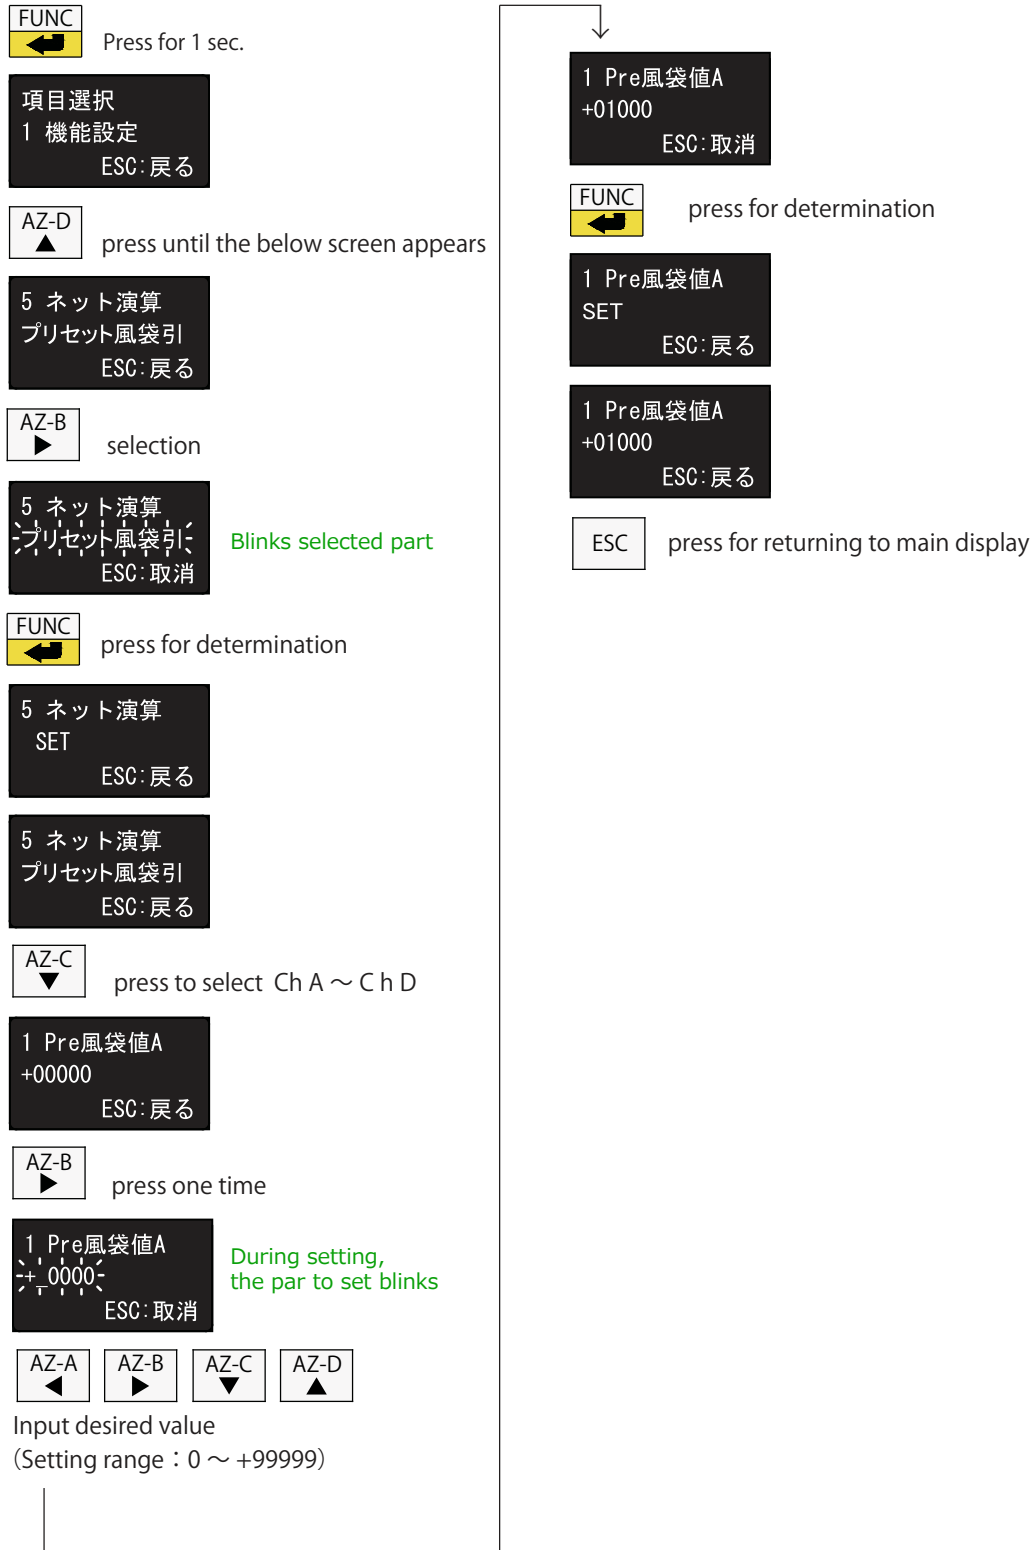 FUNC
Press for 1 sec.
項目選択
1 機能設定
ESC:戻る
AZ-D
press until the below screen appears
5 ネット演算
プリセット風袋引
ESC:戻る
AZ-B
selection
5 ネット演算
プリセット風袋引
ESC:取消
Blinks selected part
FUNC
press for determination
5 ネット演算
SET
ESC:戻る
5 ネット演算
プリセット風袋引
ESC:戻る
AZ-C
press to select Ch A ～ C h D
1 Pre風袋値A
+00000
ESC:戻る
AZ-B
press one time
1 Pre風袋値A
+_0000
ESC:取消
During setting,
the par to set blinks
AZ-A AZ-B AZ-C AZ-D
Input desired value
（Setting range：0 ～ +99999）
1 Pre風袋値A
+01000
ESC:取消
FUNC
press for determination
1 Pre風袋値A
SET
ESC:戻る
1 Pre風袋値A
+01000
ESC:戻る
ESC
press for returning to main display